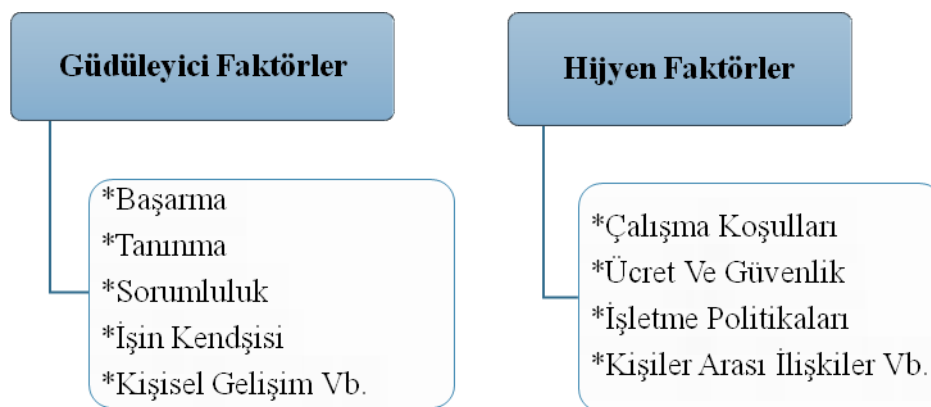 Güdüleyici Faktörler
*Başarma
*Tanınma
*Sorumluluk
*İşin Kendşisi
*Kişisel Gelişim Vb.
Hijyen Faktörler
*Çalışma Koşulları
*Ücret Ve Güvenlik
*İşletme Politikaları
*Kişiler Arası İlişkiler Vb.